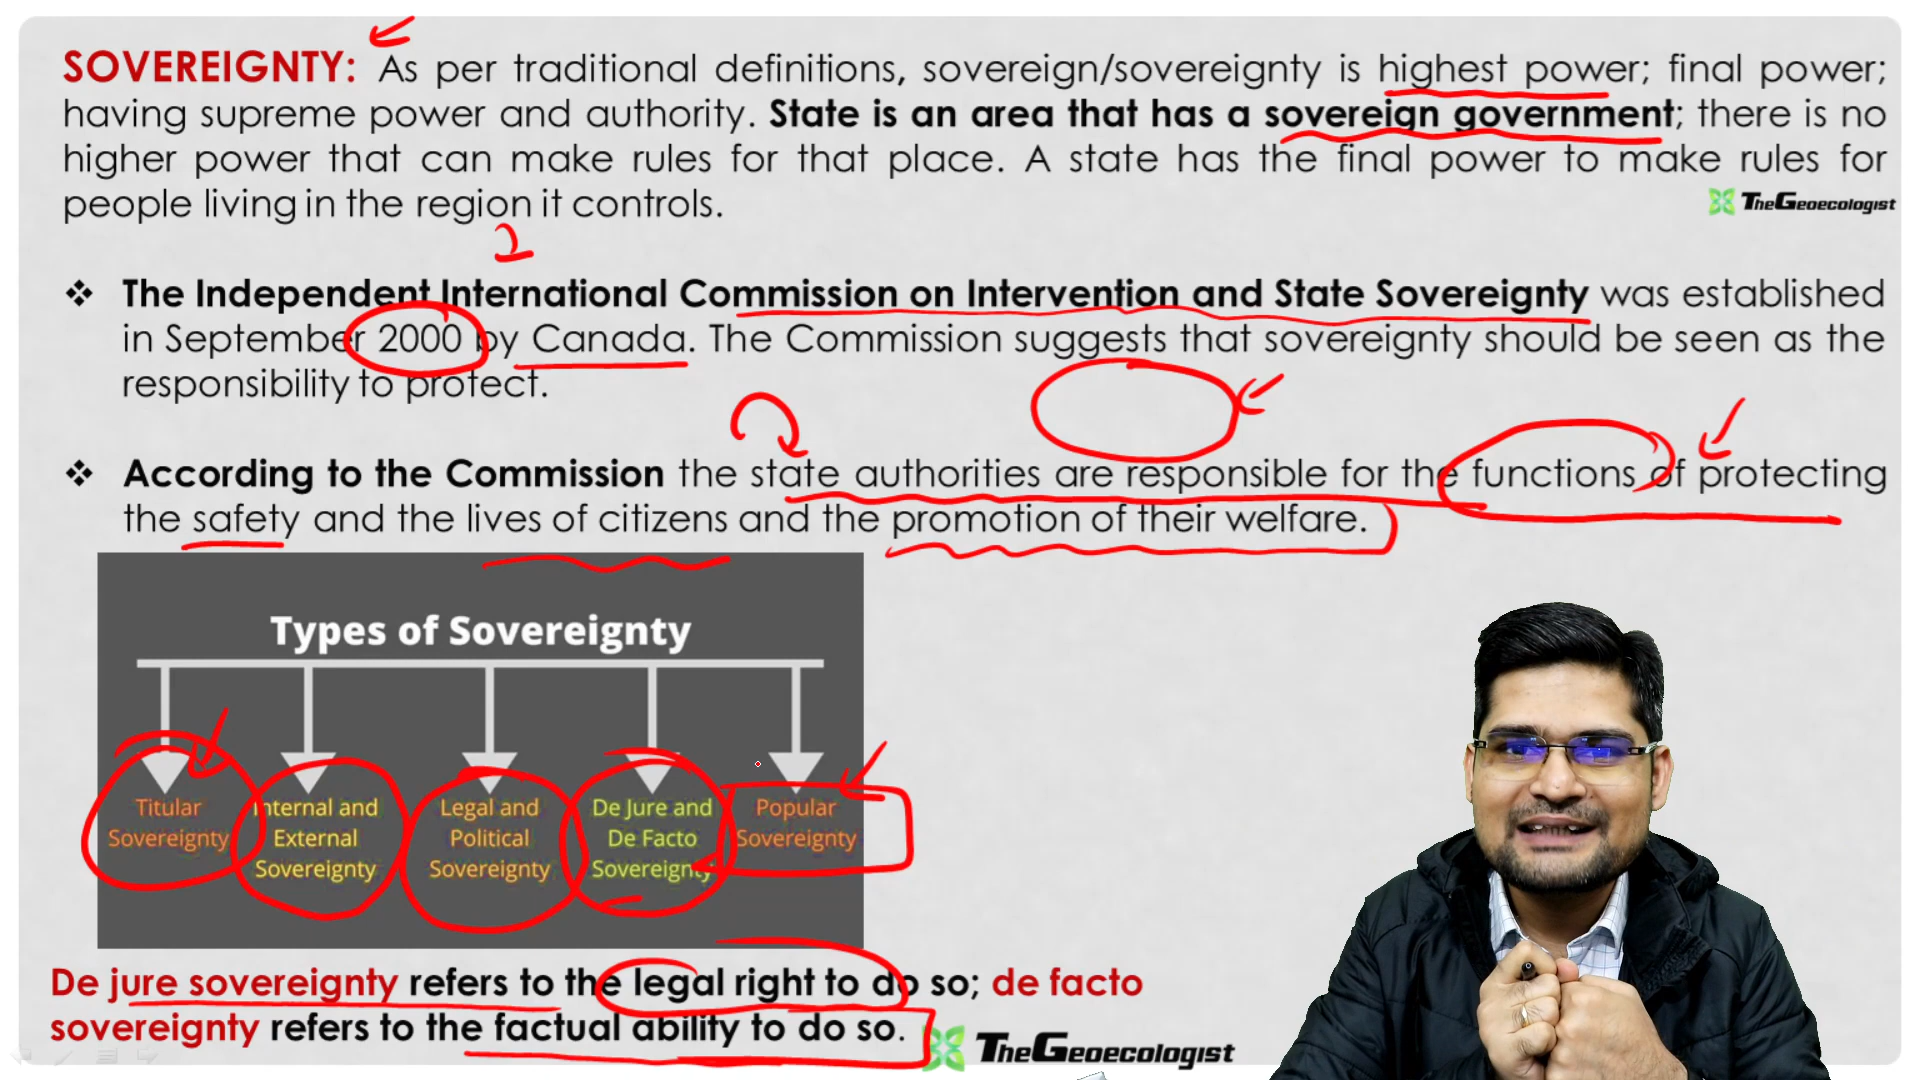 SOVEREIGNTY: As per traditional definitions, sovereign/sovereignty is highest power; final power;
having supreme power and authority. State is an area that has a sovereign government; there is no
higher power that can make rules for that place. A state has the final power to make rules for
people living in the region it controls.
TheGeoecologist
2
❖ The Independent International Commission on Intervention and State Sovereignty was established
in September 2000 by Canada. The Commission suggests that sovereignty should be seen as the
responsibility to protect.
❖ According to the Commission the state authorities are responsible for the functions of protecting
the safety and the lives of citizens and the promotion of their welfare.
Types of Sovereignty
Titular
Sovereignty
Internal and
External
Sovereignty
Legal and
Political
Sovereignty
De Jure and
De Facto
Sovereignty
Popular
Sovereignty
De jure sovereignty refers to the legal right to do so; de facto
sovereignty refers to the factual ability to do so.
TheGeoecologist